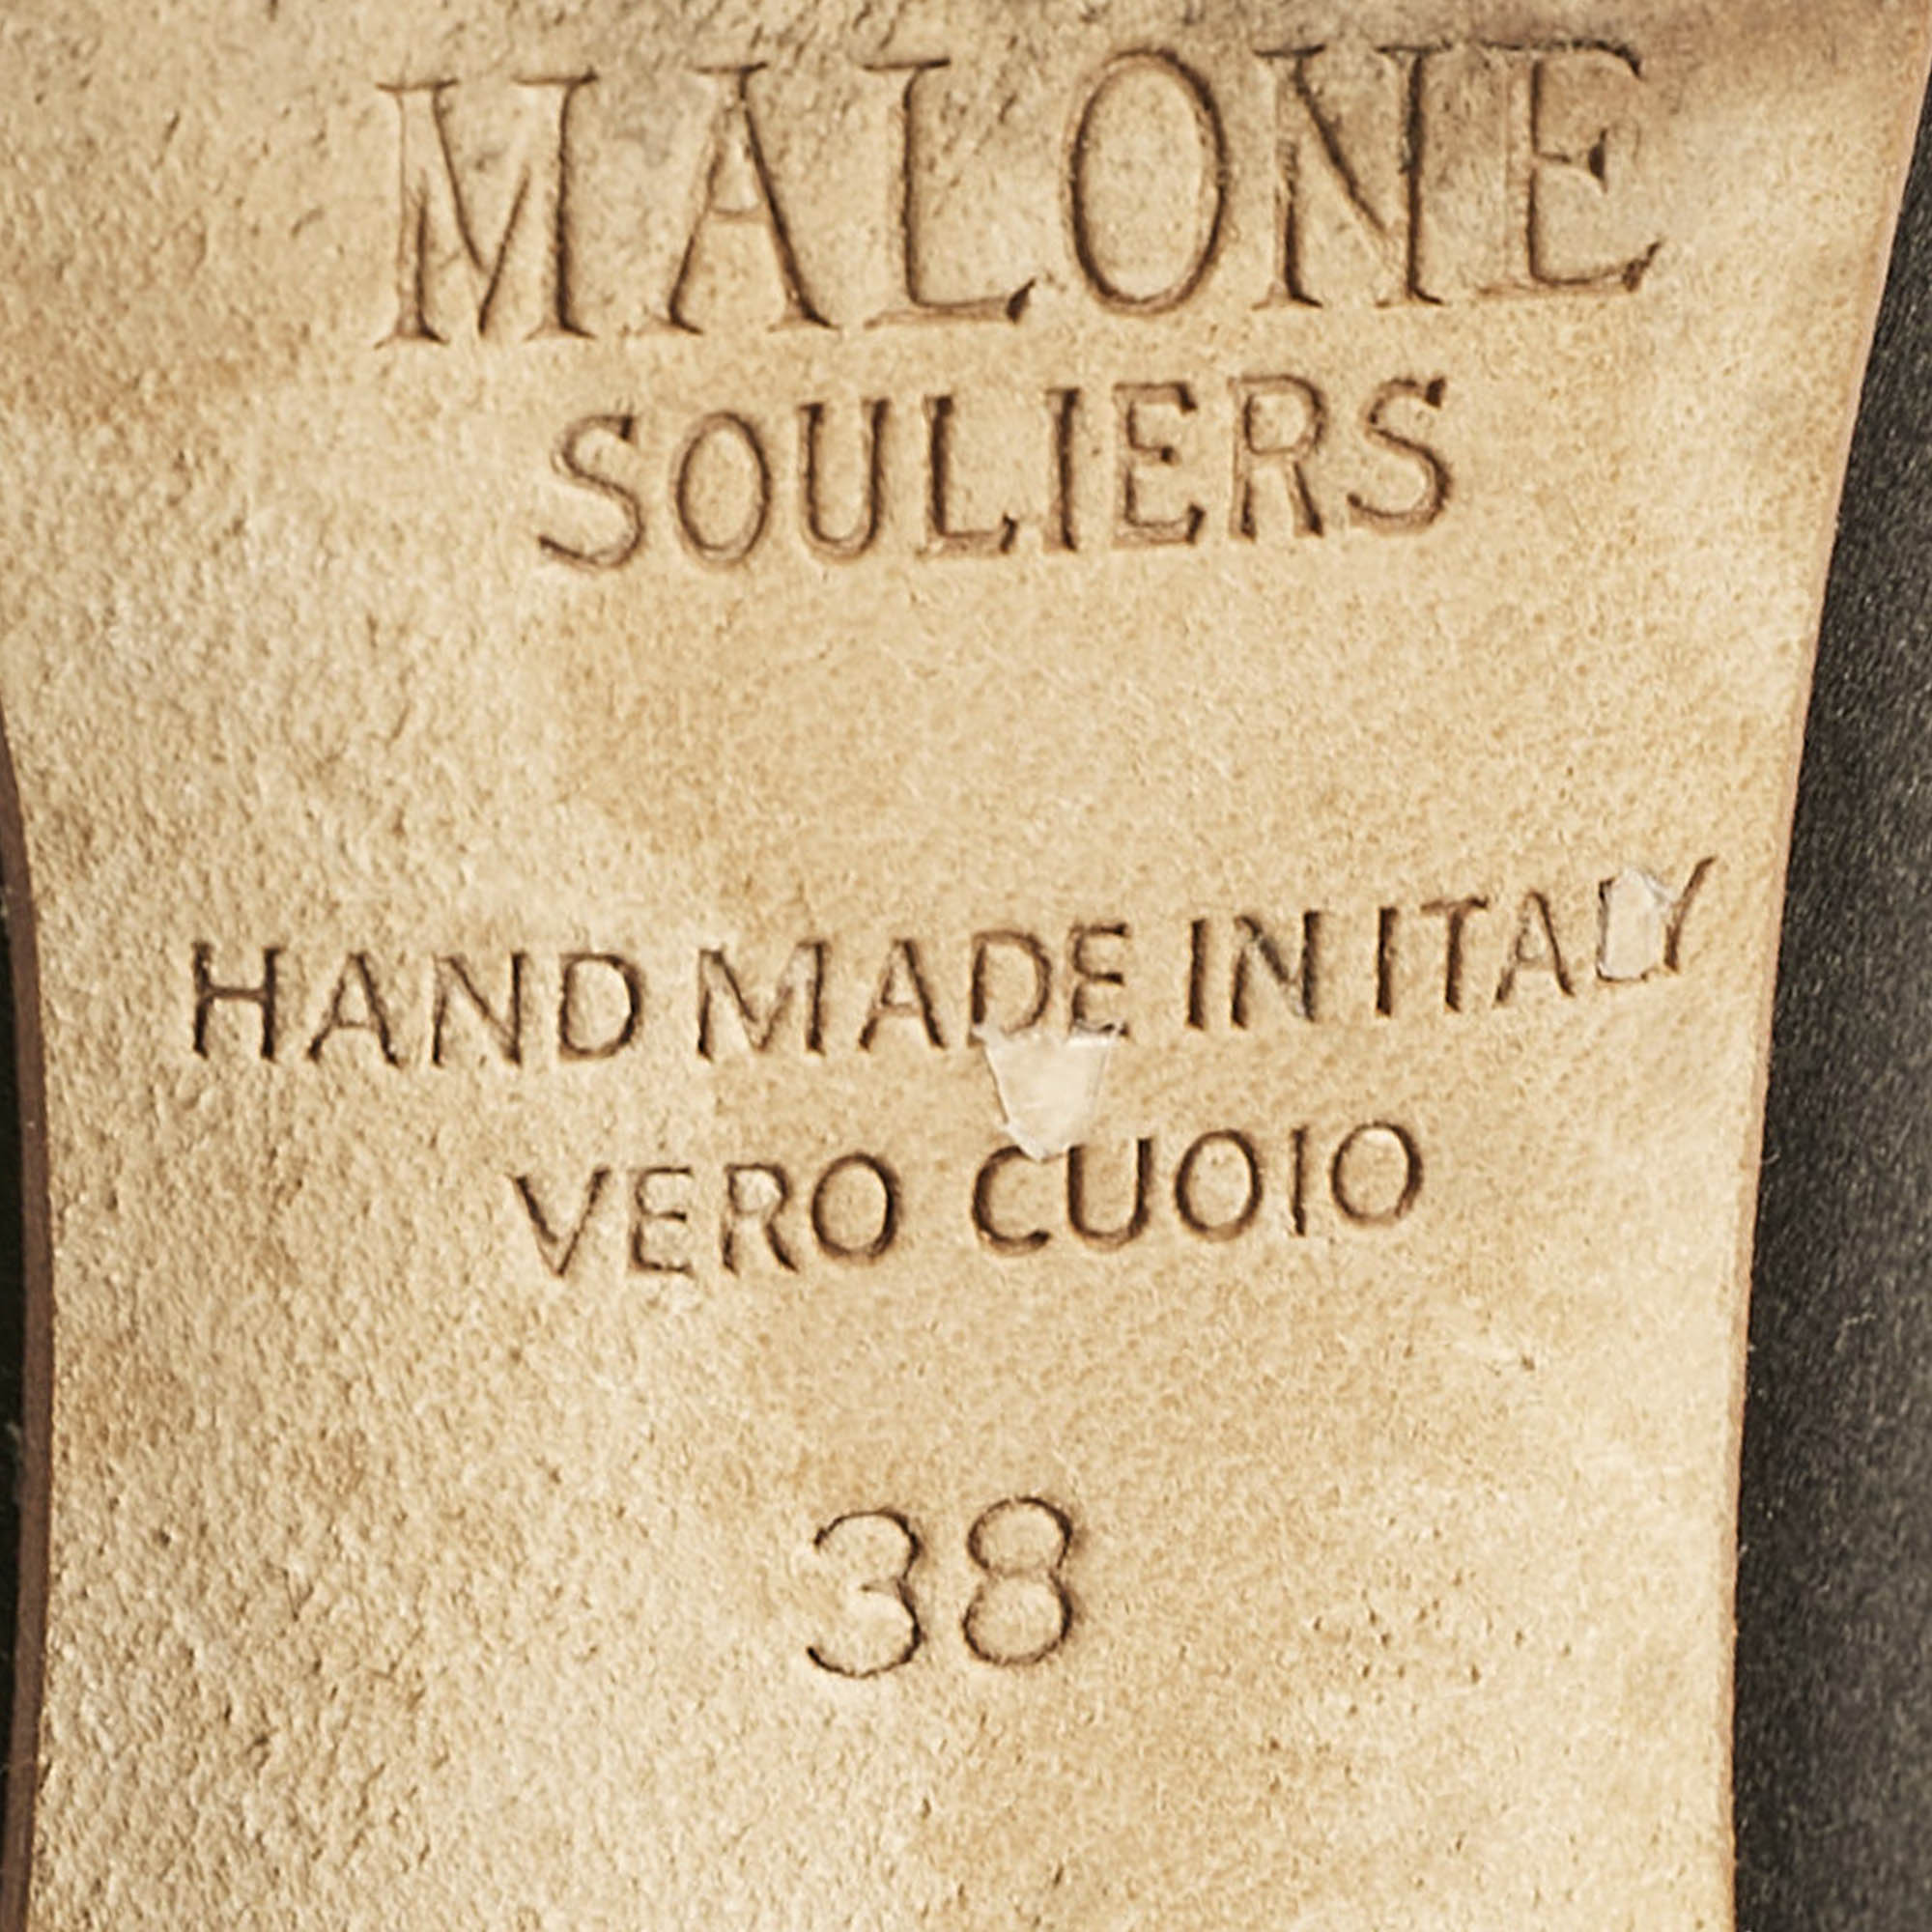 MALONE
SOULIERS
HAND MADE IN ITALY
VERO CUOIO
38